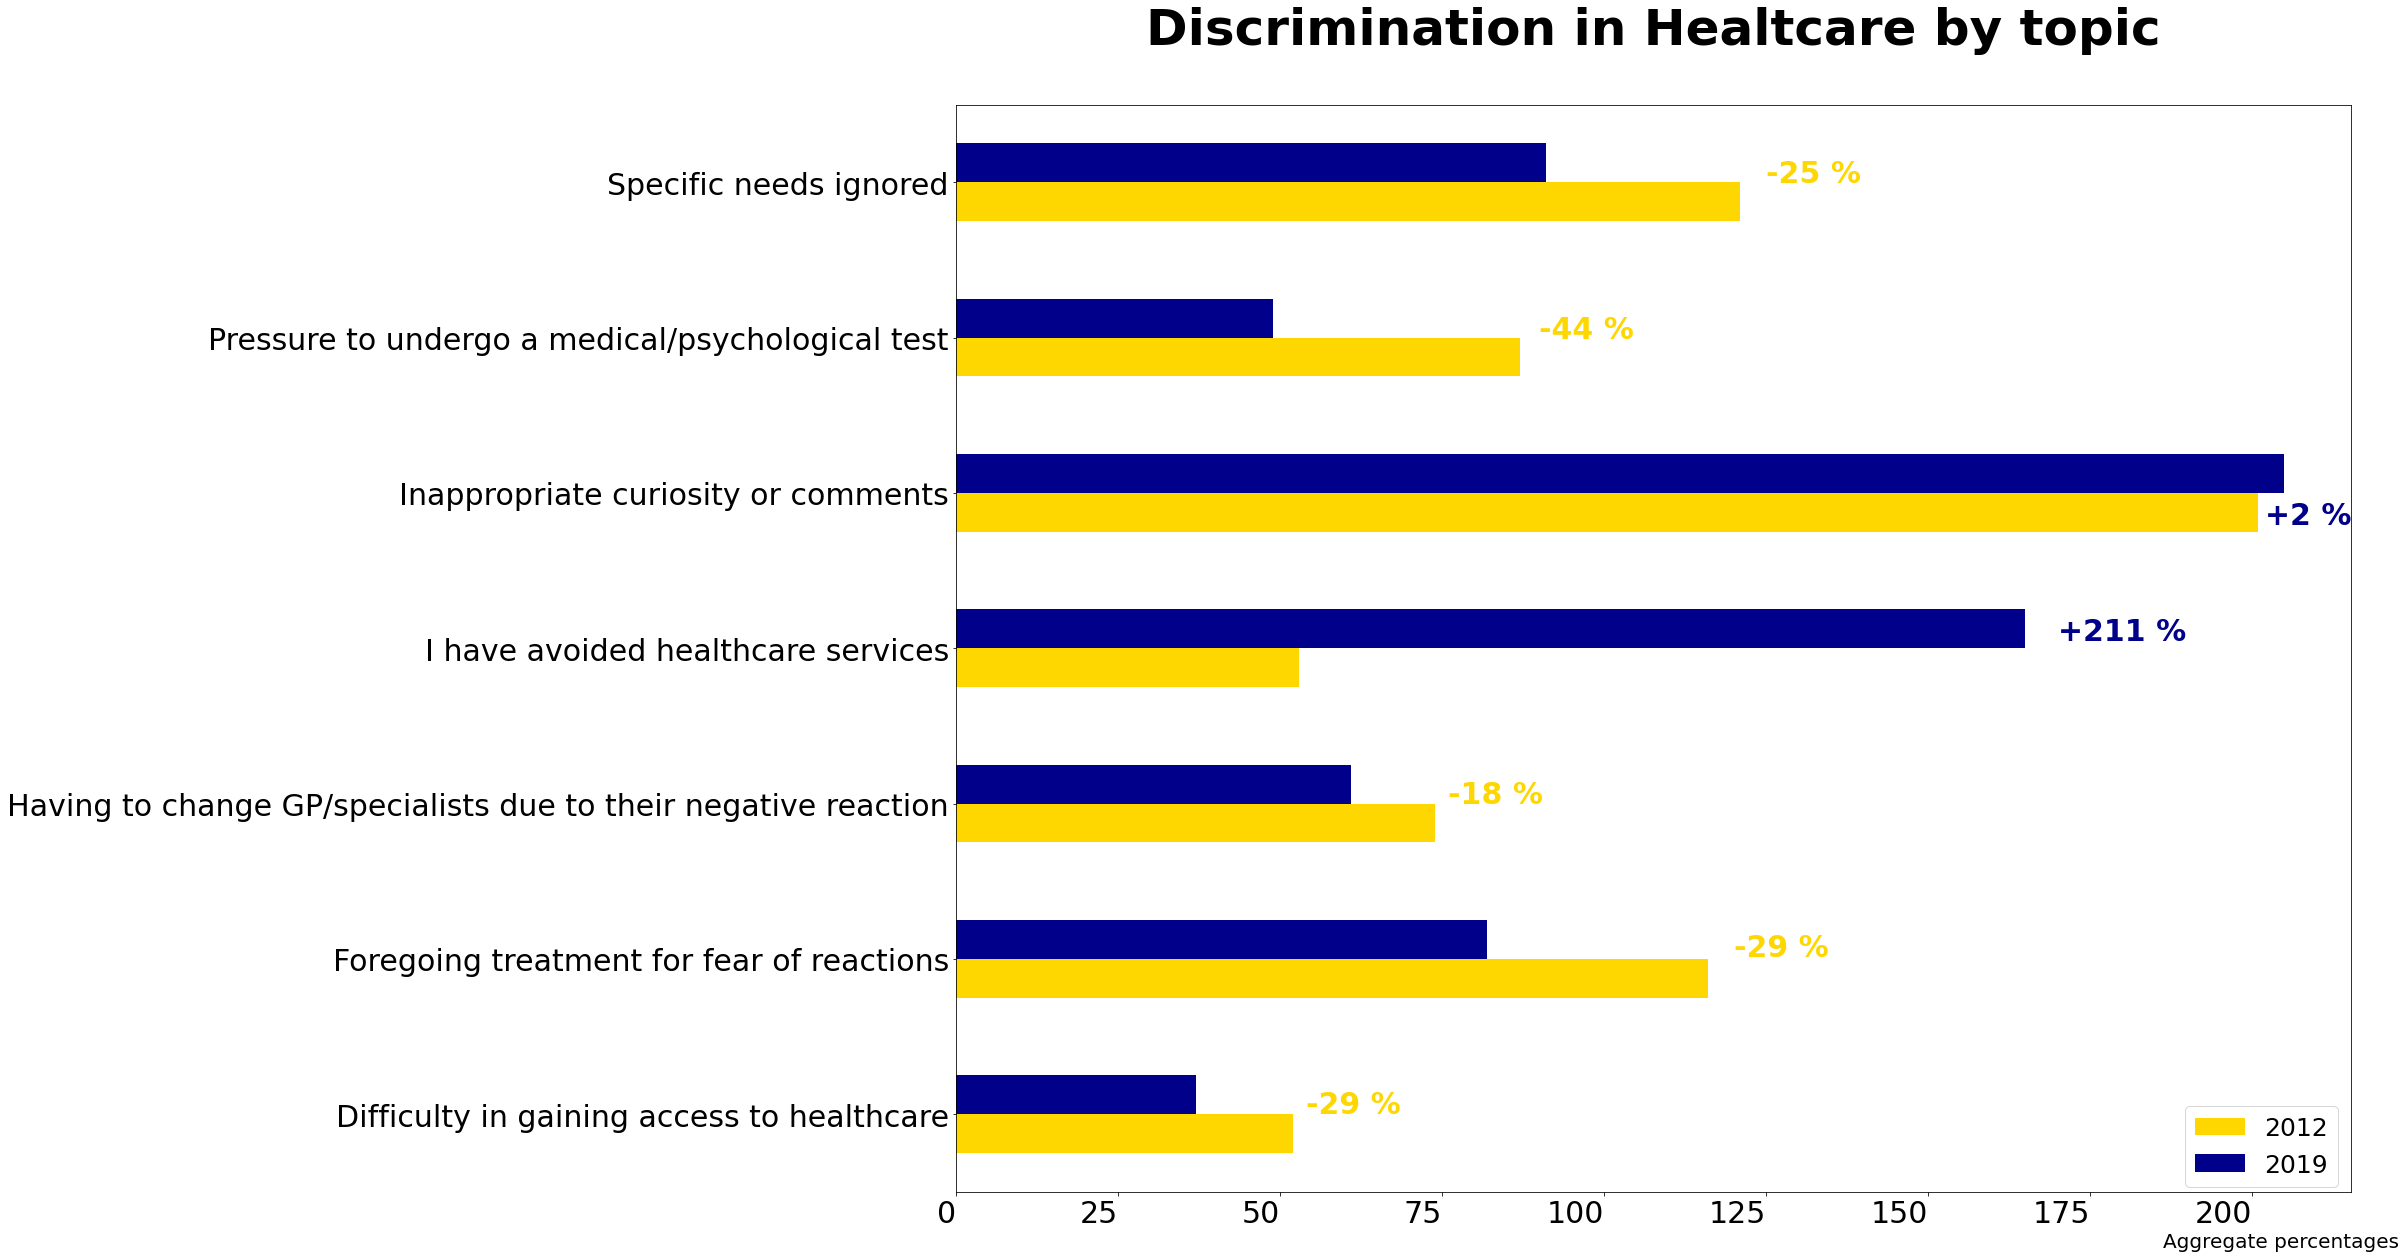 Discrimination in Healtcare by topic
Specific needs ignored
-25 %
Pressure to undergo a medical/psychological test
-44 %
Inappropriate curiosity or comments
+2 %
I have avoided healthcare services
+211 %
Having to change GP/specialists due to their negative reaction
-18 %
Foregoing treatment for fear of reactions
-29 %
Difficulty in gaining access to healthcare
-29 %
2012
2019
0 25 50 75 100 125 150 175 200
Aggregate percentages